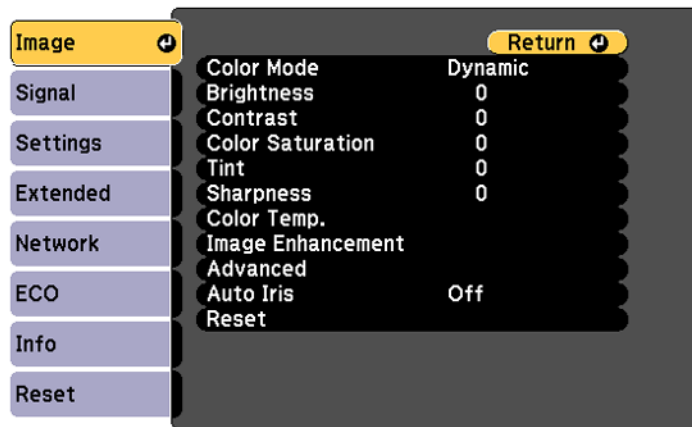 Image
Signal
Settings
Extended
Network
ECO
Info
Reset
Return
Color Mode Dynamic
Brightness 0
Contrast 0
Color Saturation 0
Tint 0
Sharpness 0
Color Temp.
Image Enhancement
Advanced
Auto Iris Off
Reset